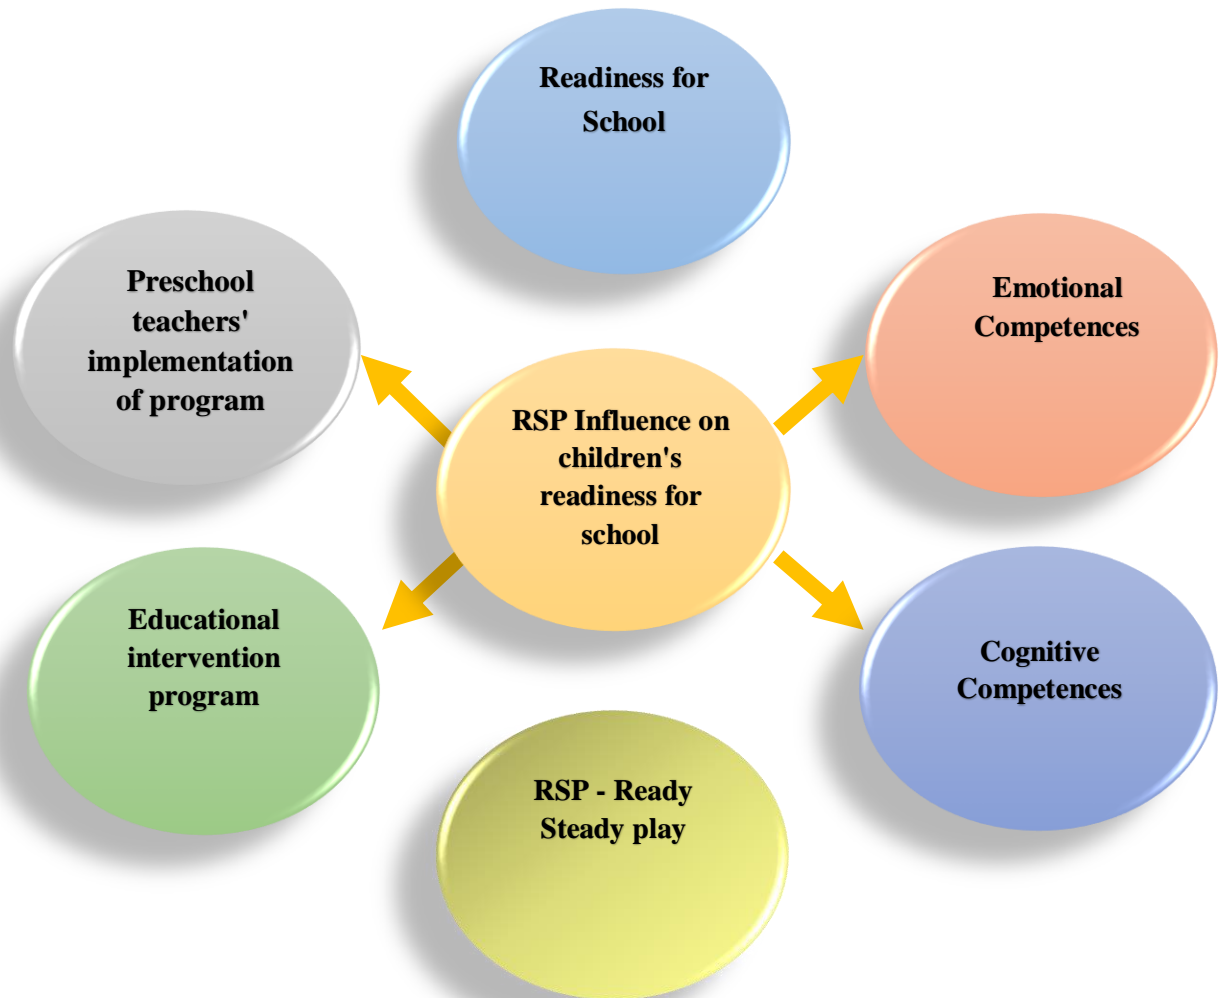 Readiness for
School
Preschool
teachers'
implementation
of program
Emotional
Competences
RSP Influence on
children's
readiness for
school
Educational
intervention
program
Cognitive
Competences
RSP - Ready
Steady play